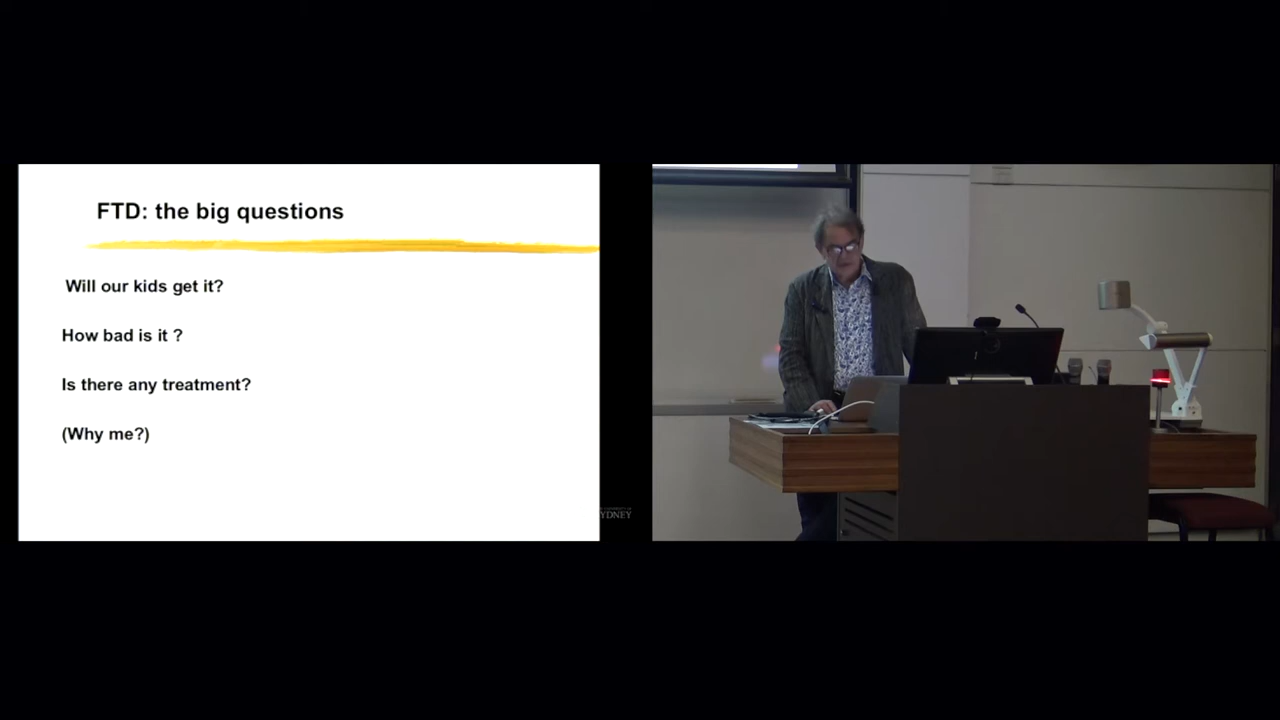 FTD: the big questions
Will our kids get it?
How bad is it ?
Is there any treatment?
(Why me?)
YDNEY